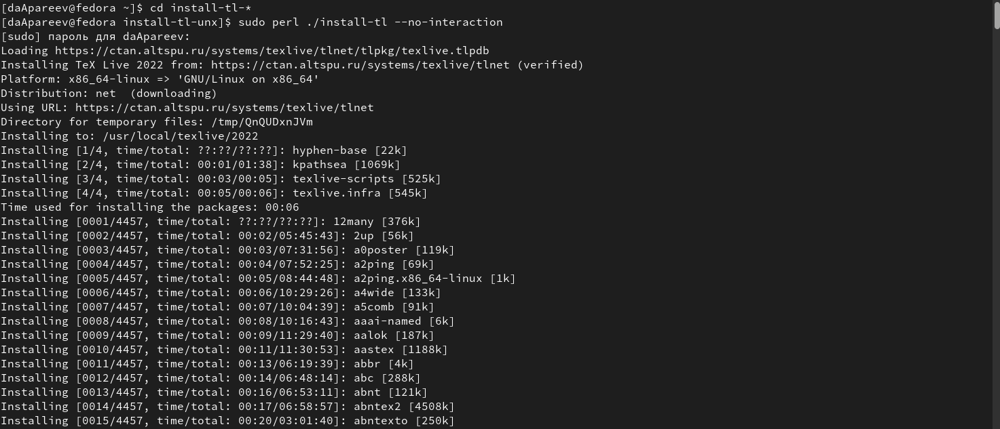 [daApareev@fedora ~]$ cd install-tl-*
[daApareev@fedora install-tl-unx]$ sudo perl ./install-tl --no-interaction
[sudo] пароль для daApareev:
Loading https://ctan.altspu.ru/systems/texlive/tlnet/tlpkg/texlive.tlpdb
Installing TeX Live 2022 from: https://ctan.altspu.ru/systems/texlive/tlnet (verified)
Platform: x86_64-linux => 'GNU/Linux on x86_64'
Distribution: net  (downloading)
Using URL: https://ctan.altspu.ru/systems/texlive/tlnet
Directory for temporary files: /tmp/QnQUDxnJVm
Installing to: /usr/local/texlive/2022
Installing [1/4, time/total: ??:??/??:??]: hyphen-base [22k]
Installing [2/4, time/total: 00:01/01:38]: kpathsea [1069k]
Installing [3/4, time/total: 00:03/00:05]: texlive-scripts [525k]
Installing [4/4, time/total: 00:05/00:06]: texlive.infra [545k]
Time used for installing the packages: 00:06
Installing [0001/4457, time/total: ??:??/??:??]: 12many [376k]
Installing [0002/4457, time/total: 00:02/05:45:43]: 2up [56k]
Installing [0003/4457, time/total: 00:03/07:31:56]: a0poster [119k]
Installing [0004/4457, time/total: 00:04/07:52:25]: a2ping [69k]
Installing [0005/4457, time/total: 00:05/08:44:48]: a2ping.x86_64-linux [1k]
Installing [0006/4457, time/total: 00:06/10:29:26]: a4wide [133k]
Installing [0007/4457, time/total: 00:07/10:04:39]: a5comb [91k]
Installing [0008/4457, time/total: 00:08/10:16:43]: aaai-named [6k]
Installing [0009/4457, time/total: 00:09/11:29:40]: aalok [187k]
Installing [0010/4457, time/total: 00:11/11:30:53]: aastex [1188k]
Installing [0011/4457, time/total: 00:13/06:19:39]: abbr [4k]
Installing [0012/4457, time/total: 00:14/06:48:14]: abc [288k]
Installing [0013/4457, time/total: 00:16/06:53:11]: abnt [121k]
Installing [0014/4457, time/total: 00:17/06:58:57]: abntex2 [4508k]
Installing [0015/4457, time/total: 00:20/03:01:40]: abntexto [250k]